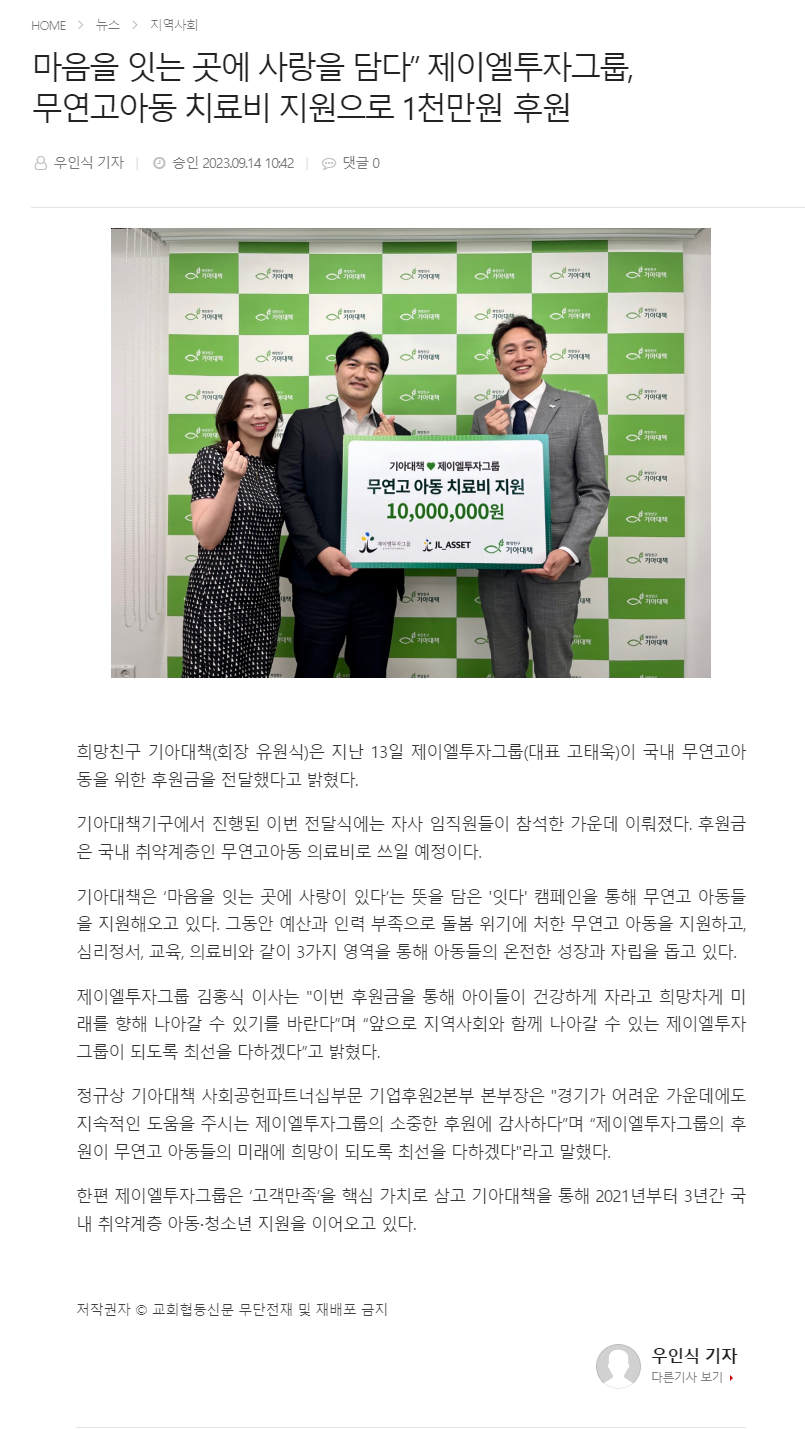 HOME > 뉴스 > 지역사회
마음을 잇는 곳에 사랑을 담다” 제이엘투자그룹,
무연고아동 치료비 지원으로 1천만원 후원
우인식 기자 | 승인 2023.09.14 10:42 | 댓글 0
기아대책 제이엘투자그룹
무연고 아동 치료비 지원
10,000,000원
제이엘투자그룹 JL_ASSET 희망친구 기아대책
희망친구 기아대책(회장 유원식)은 지난 13일 제이엘투자그룹(대표 고태욱)이 국내 무연고아
동을 위한 후원금을 전달했다고 밝혔다.
기아대책기구에서 진행된 이번 전달식에는 자사 임직원들이 참석한 가운데 이뤄졌다. 후원금
은 국내 취약계층인 무연고아동 의료비로 쓰일 예정이다.
기아대책은 ‘마음을 잇는 곳에 사랑이 있다’는 뜻을 담은 '잇다' 캠페인을 통해 무연고 아동들
을 지원해오고 있다. 그동안 예산과 인력 부족으로 돌봄 위기에 처한 무연고 아동을 지원하고,
심리정서, 교육, 의료비와 같이 3가지 영역을 통해 아동들의 온전한 성장과 자립을 돕고 있다.
제이엘투자그룹 김홍식 이사는 "이번 후원금을 통해 아이들이 건강하게 자라고 희망차게 미
래를 향해 나아갈 수 있기를 바란다”며 “앞으로 지역사회와 함께 나아갈 수 있는 제이엘투자
그룹이 되도록 최선을 다하겠다”고 밝혔다.
정규상 기아대책 사회공헌파트너십부문 기업후원2본부 본부장은 "경기가 어려운 가운데에도
지속적인 도움을 주시는 제이엘투자그룹의 소중한 후원에 감사하다”며 “제이엘투자그룹의 후
원이 무연고 아동들의 미래에 희망이 되도록 최선을 다하겠다"라고 말했다.
한편 제이엘투자그룹은 ‘고객만족’을 핵심 가치로 삼고 기아대책을 통해 2021년부터 3년간 국
내 취약계층 아동·청소년 지원을 이어오고 있다.
저작권자 © 교회협동신문 무단전재 및 재배포 금지
우인식 기자
다른기사 보기